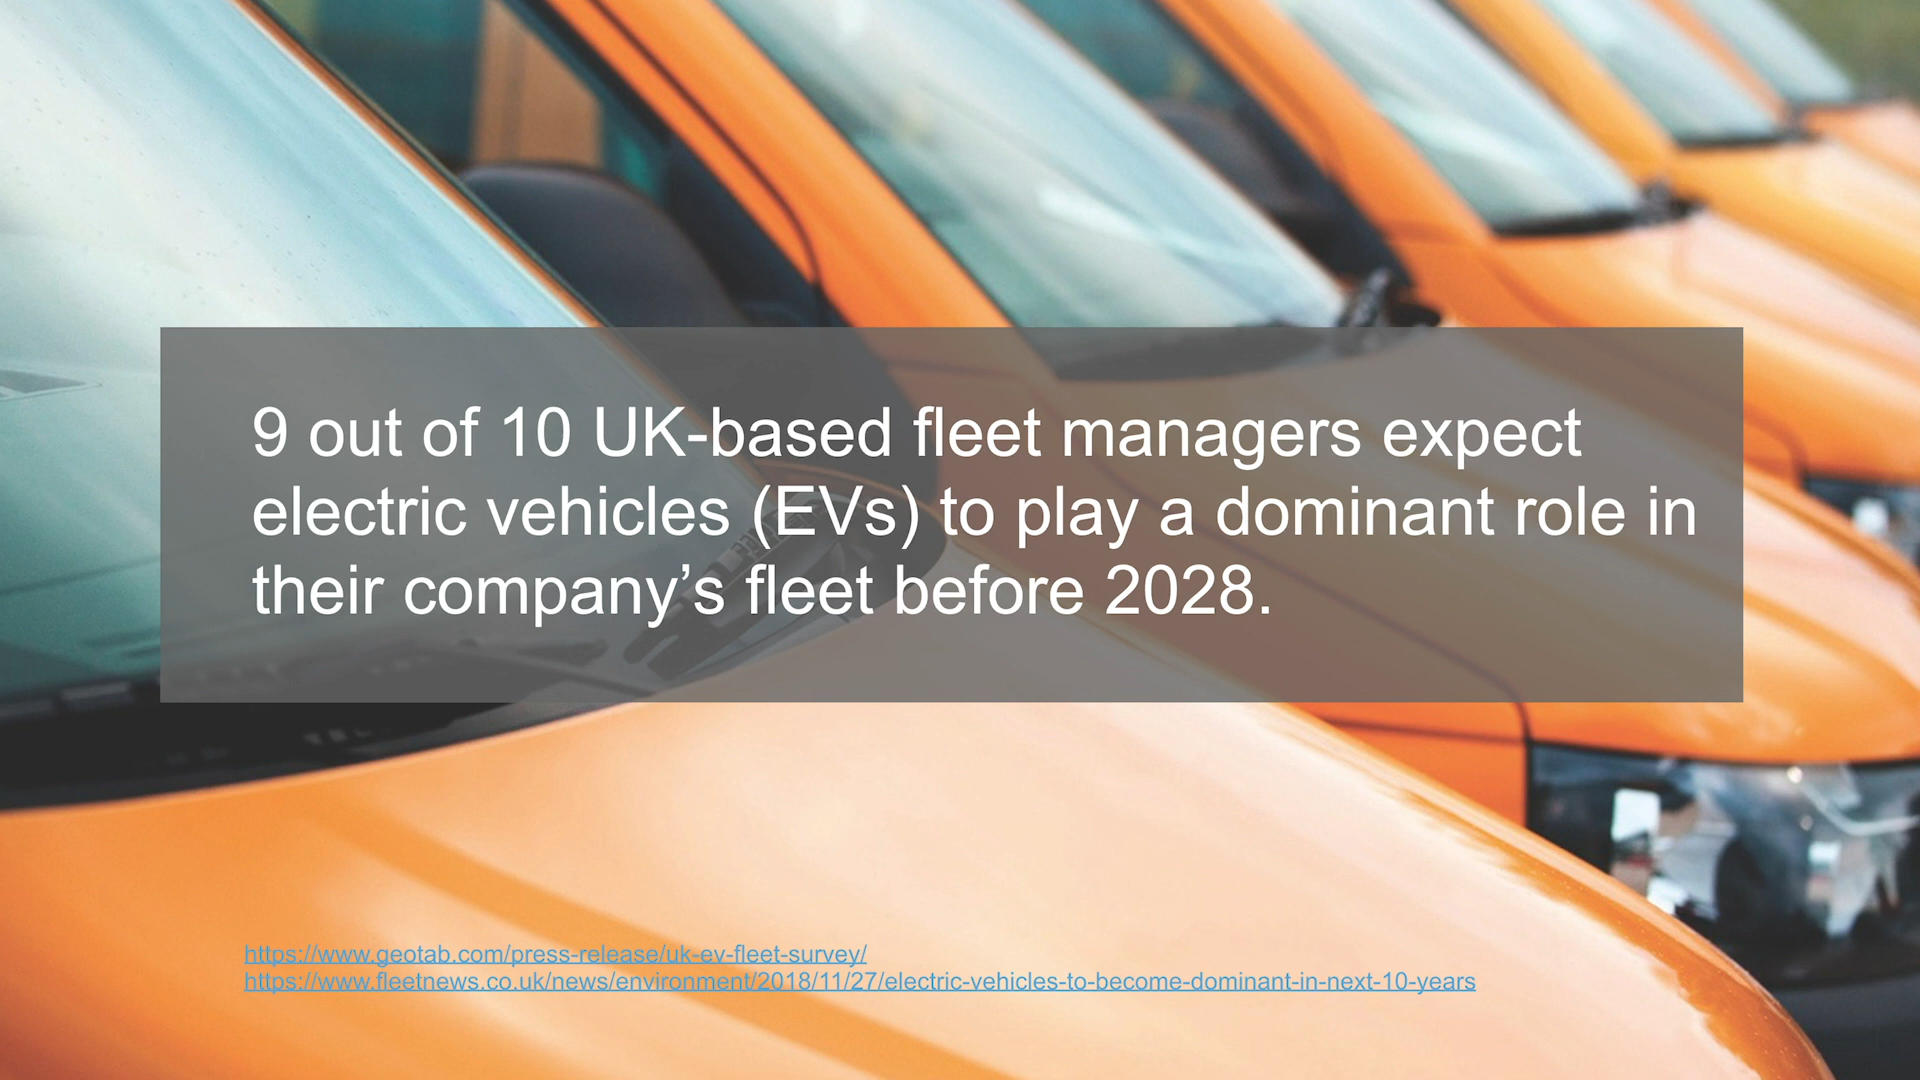 9 out of 10 UK-based fleet managers expect
electric vehicles (EVs) to play a dominant role in
their company’s fleet before 2028.
https://www.geotab.com/press-release/uk-ev-fleet-survey/
https://www.fleetnews.co.uk/news/environment/2018/11/27/electric-vehicles-to-become-dominant-in-next-10-years